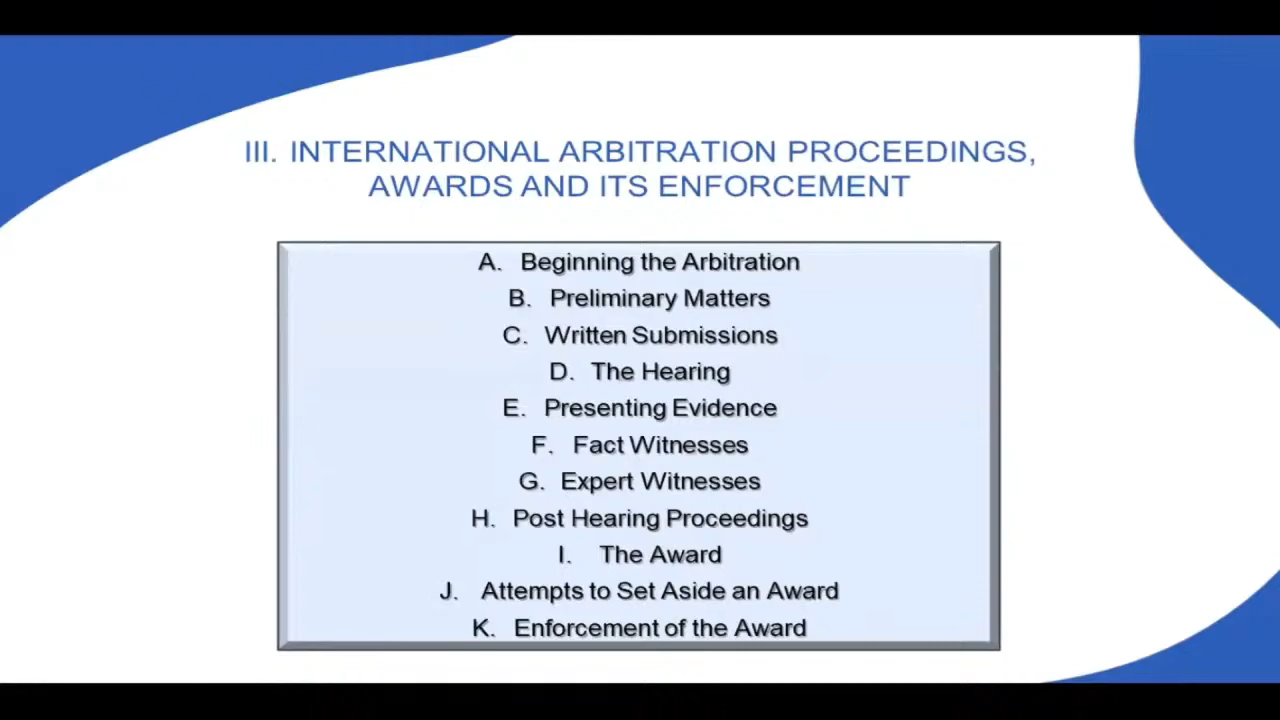 III. INTERNATIONAL ARBITRATION PROCEEDINGS,
AWARDS AND ITS ENFORCEMENT
A. Beginning the Arbitration
B. Preliminary Matters
C. Written Submissions
D. The Hearing
E. Presenting Evidence
F. Fact Witnesses
G. Expert Witnesses
H. Post Hearing Proceedings
I. The Award
J. Attempts to Set Aside an Award
K. Enforcement of the Award